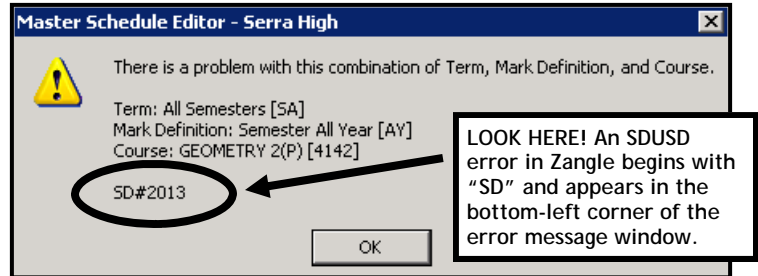 Master Schedule Editor - Serra High
There is a problem with this combination of Term, Mark Definition, and Course.
Term: All Semesters [SA]
Mark Definition: Semester All Year [AY]
Course: GEOMETRY 2(P) [4142]
SD#2013
LOOK HERE! An SDUSD
error in Zangle begins with
“SD” and appears in the
bottom-left corner of the
error message window.
OK